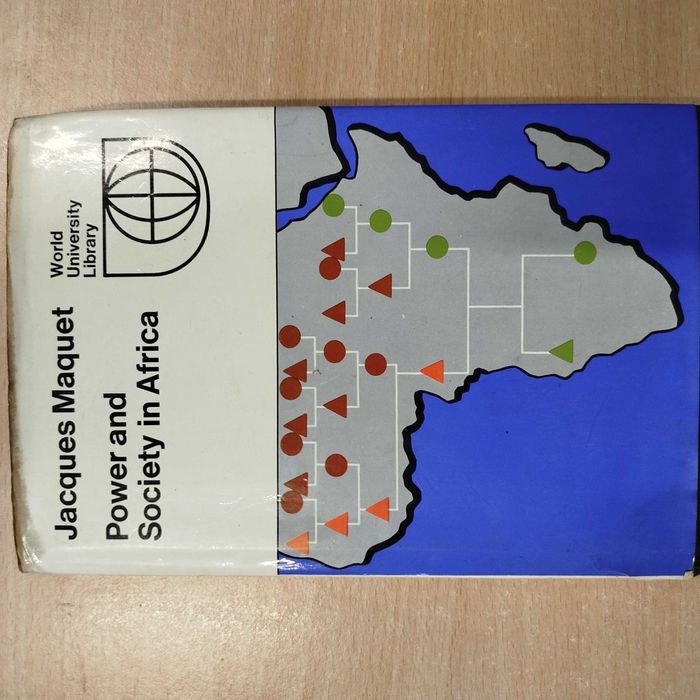 Jacques Maquet
Power and
Society in Africa
World
University
Library